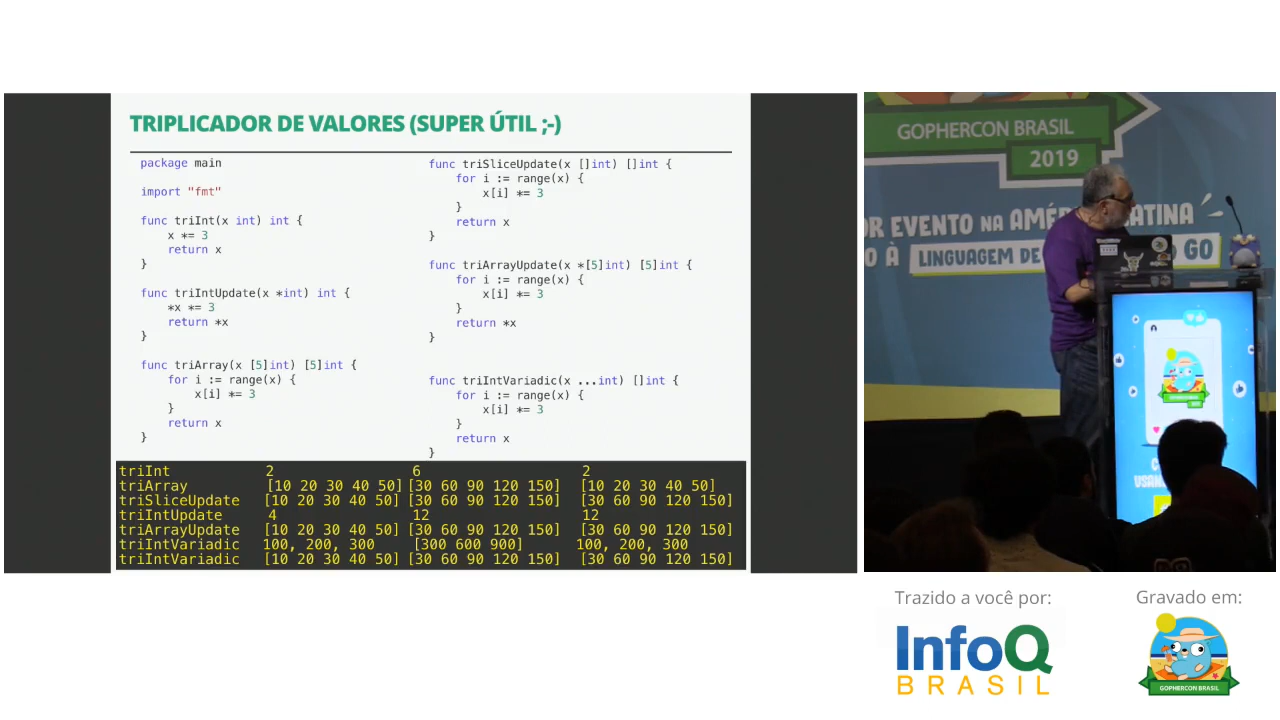 TRIPLICADOR DE VALORES (SUPER ÚTIL ;-)
package main
import "fmt"
func triInt(x int) int {
x *= 3
return x
}
func triIntUpdate(x *int) int {
*x *= 3
return *x
}
func triArray(x [5]int) [5]int {
for i := range(x) {
x[i] *= 3
}
return x
}
func triSliceUpdate(x []int) []int {
for i := range(x) {
x[i] *= 3
}
return x
}
func triArrayUpdate(x *[5]int) [5]int {
for i := range(x) {
x[i] *= 3
}
return *x
}
func triIntVariadic(x ...int) []int {
for i := range(x) {
x[i] *= 3
}
return x
}
triInt 2 6 2
triArray [10 20 30 40 50] [30 60 90 120 150] [10 20 30 40 50]
triSliceUpdate [10 20 30 40 50] [30 60 90 120 150] [30 60 90 120 150]
triIntUpdate 4 12 12
triArrayUpdate [10 20 30 40 50] [30 60 90 120 150] [30 60 90 120 150]
triIntVariadic 100, 200, 300 [300 600 900] 100, 200, 300
triIntVariadic [10 20 30 40 50] [30 60 90 120 150] [30 60 90 120 150]
GOPHERCON BRASIL
2019
OR EVENTO NA AMÉR ATINA
O À LINGUAGEM DE GO
Trazido a você por:
InfoQ
BRASIL
Gravado em:
GOPHERCON BRASIL